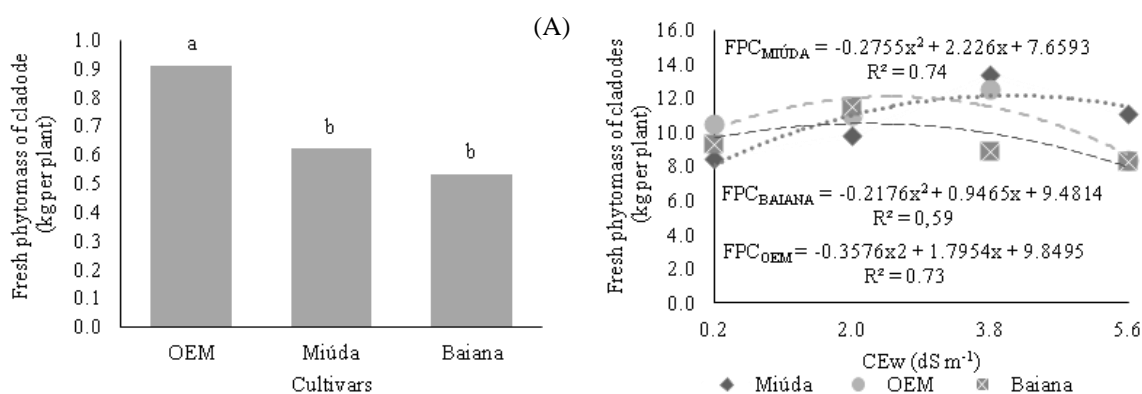 (A)
Fresh phytomass of cladode
(kg per plant)
1.0
0.9
0.8
0.7
0.6
0.5
0.4
0.3
0.2
0.1
0.0
a
b
b
OEM Miúda Baiana
Cultivars
Fresh phytomass of cladodes
(kg per plant)
16.0
14.0
12.0
10.0
8.0
6.0
4.0
2.0
0.0
FPCMIÚDA = -0.2755x² + 2.226x + 7.6593
R² = 0.74
FPCBAIANA = -0.2176x² + 0.9465x + 9.4814
R² = 0,59
FPCOEM = -0.3576x2 + 1.7954x + 9.8495
R² = 0.73
0.2 2.0 3.8 5.6
CEw (dS m⁻¹)
Miúda OEM Baiana